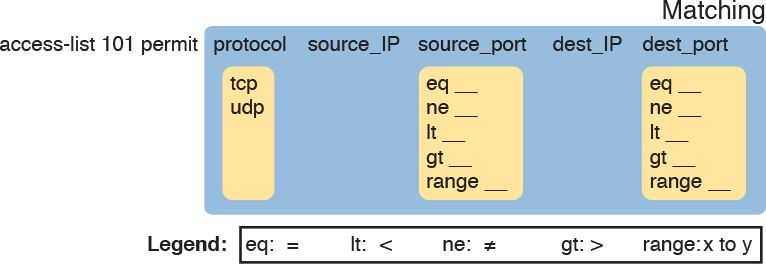 Matching
access-list 101 permit protocol source_IP source_port dest_IP dest_port
tcp eq __ eq __
udp ne __ ne __
lt __ lt __
gt __ gt __
range __ range __
Legend: eq: = lt: < ne: ≠ gt: > range: x to y